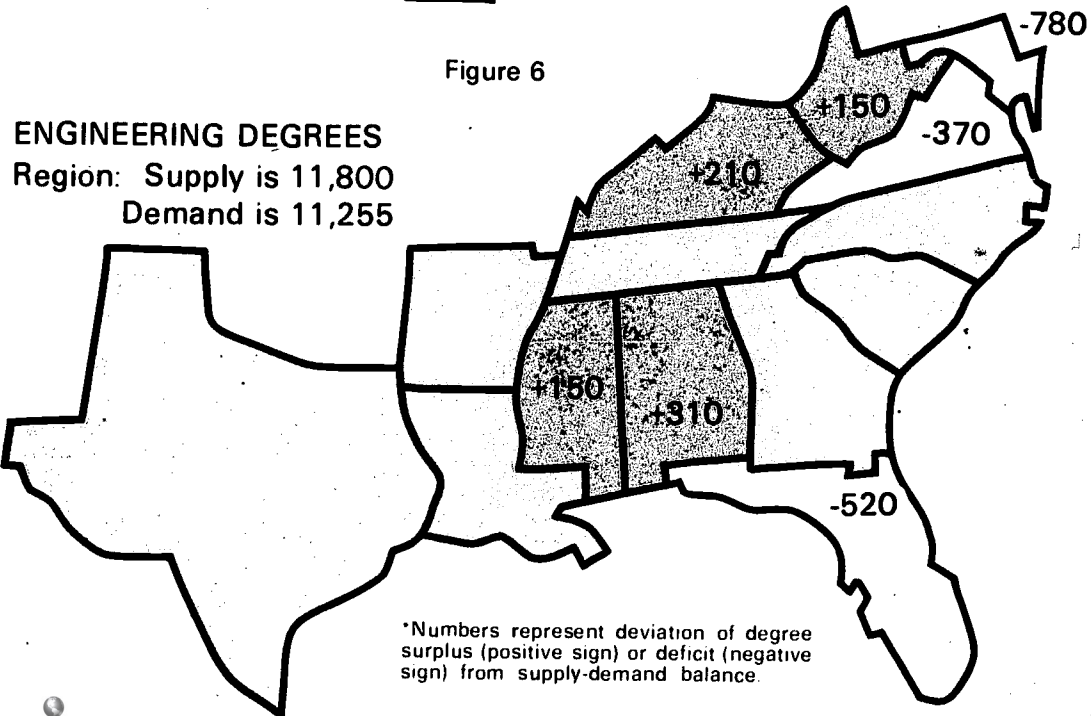 Figure 6
ENGINEERING DEGREES
Region: Supply is 11,800
Demand is 11,255
-780
+150
-370
+210
+150
+310
-520
*Numbers represent deviation of degree
surplus (positive sign) or deficit (negative
sign) from supply-demand balance.